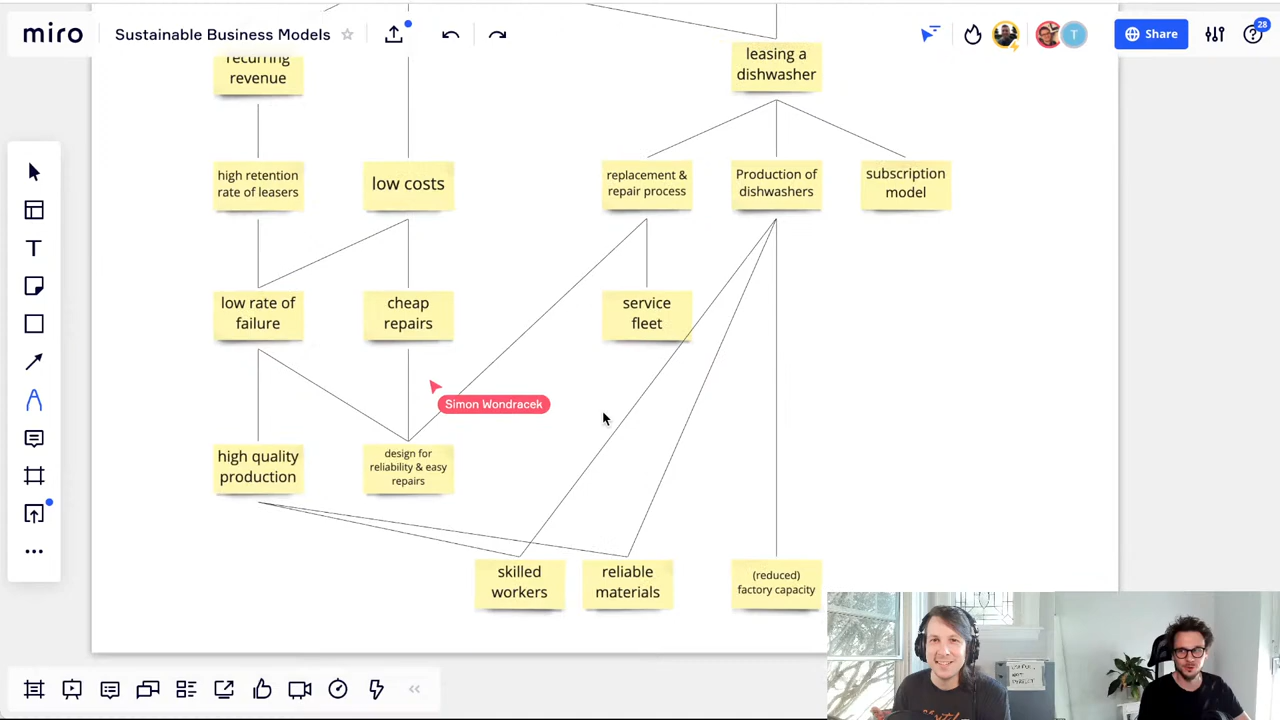 miro
Sustainable Business Models
Share
28
T
recurring
revenue
leasing a
dishwasher
high retention
rate of leasers
low costs
replacement &
repair process
Production of
dishwashers
subscription
model
low rate of
failure
cheap
repairs
service
fleet
Simon Wondracek
high quality
production
design for
reliability & easy
repairs
skilled
workers
reliable
materials
(reduced)
factory capacity